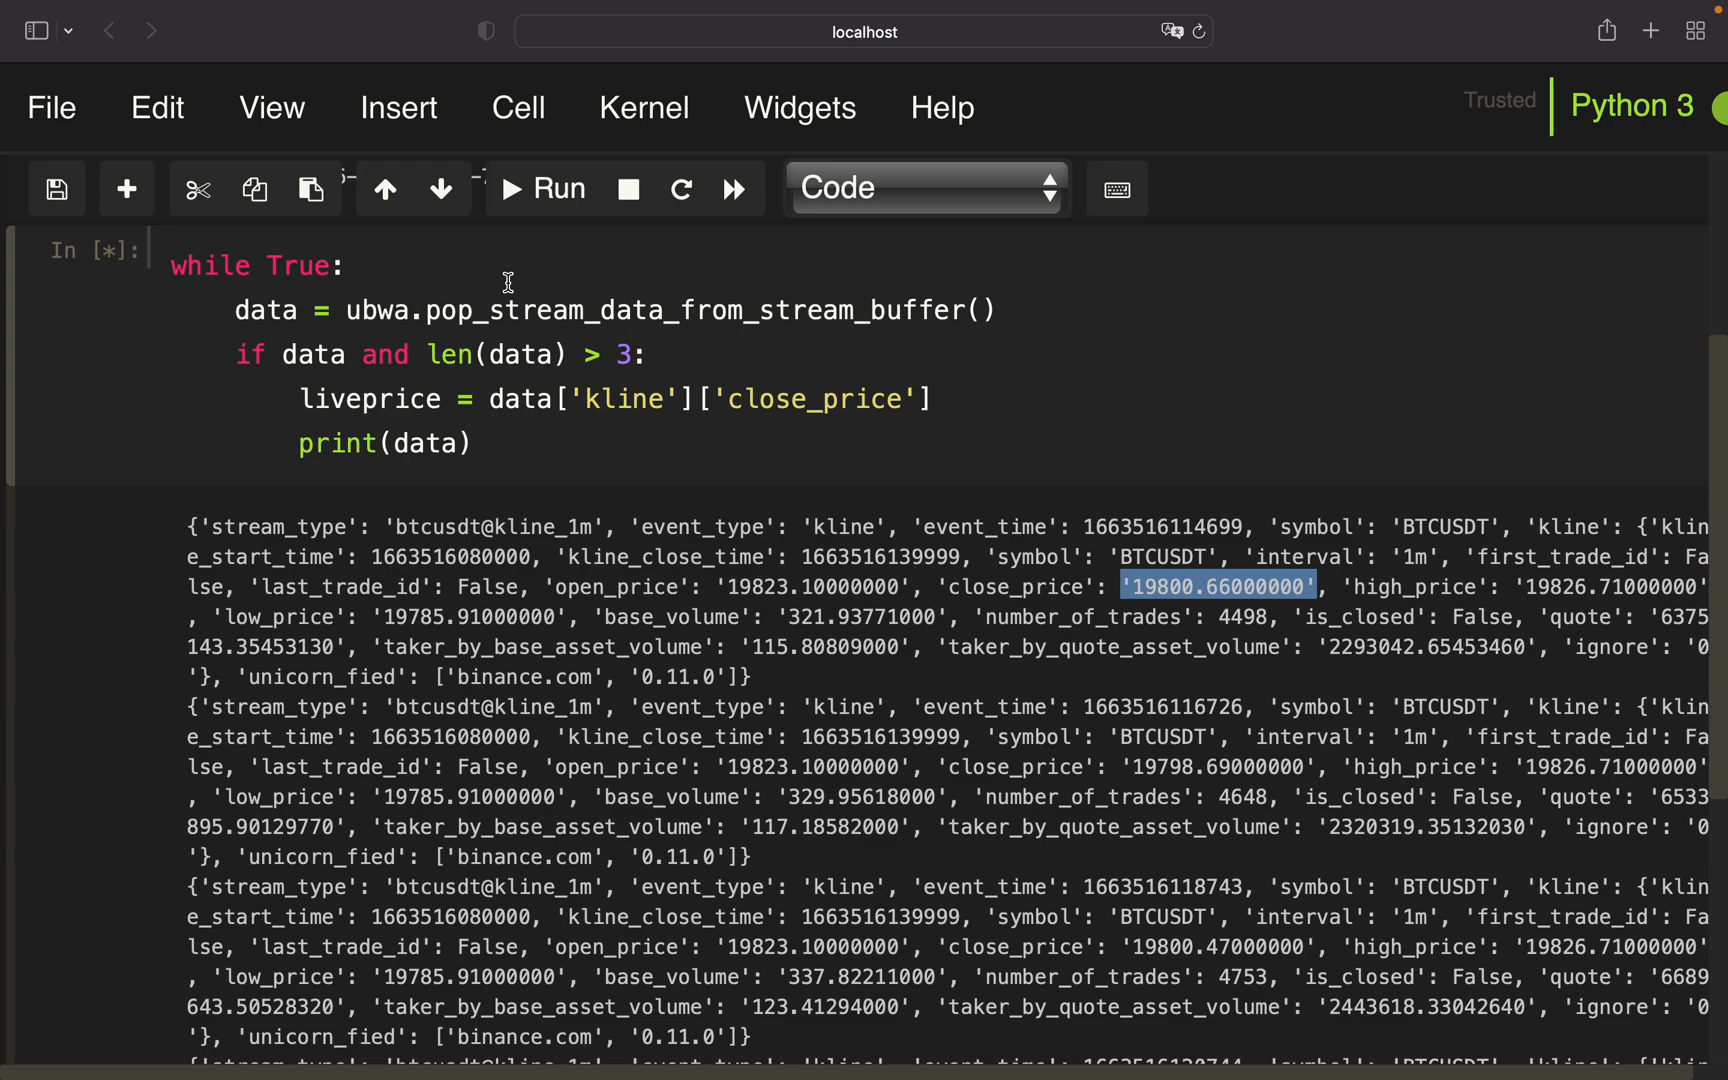 localhost
File Edit View Insert Cell Kernel Widgets Help Trusted Python 3
Run Code
In [*]:
while True:
data = ubwa.pop_stream_data_from_stream_buffer()
if data and len(data) > 3:
liveprice = data['kline']['close_price']
print(data)
{'stream_type': 'btcusdt@kline_1m', 'event_type': 'kline', 'event_time': 1663516114699, 'symbol': 'BTCUSDT', 'kline': {'klin
e_start_time': 1663516080000, 'kline_close_time': 1663516139999, 'symbol': 'BTCUSDT', 'interval': '1m', 'first_trade_id': Fa
lse, 'last_trade_id': False, 'open_price': '19823.10000000', 'close_price': '19800.66000000', 'high_price': '19826.71000000'
, 'low_price': '19785.91000000', 'base_volume': '321.93771000', 'number_of_trades': 4498, 'is_closed': False, 'quote': '6375
143.35453130', 'taker_by_base_asset_volume': '115.80809000', 'taker_by_quote_asset_volume': '2293042.65453460', 'ignore': '0
'}, 'unicorn_fied': ['binance.com', '0.11.0']}
{'stream_type': 'btcusdt@kline_1m', 'event_type': 'kline', 'event_time': 1663516116726, 'symbol': 'BTCUSDT', 'kline': {'klin
e_start_time': 1663516080000, 'kline_close_time': 1663516139999, 'symbol': 'BTCUSDT', 'interval': '1m', 'first_trade_id': Fa
lse, 'last_trade_id': False, 'open_price': '19823.10000000', 'close_price': '19798.69000000', 'high_price': '19826.71000000'
, 'low_price': '19785.91000000', 'base_volume': '329.95618000', 'number_of_trades': 4648, 'is_closed': False, 'quote': '6533
895.90129770', 'taker_by_base_asset_volume': '117.18582000', 'taker_by_quote_asset_volume': '2320319.35132030', 'ignore': '0
'}, 'unicorn_fied': ['binance.com', '0.11.0']}
{'stream_type': 'btcusdt@kline_1m', 'event_type': 'kline', 'event_time': 1663516118743, 'symbol': 'BTCUSDT', 'kline': {'klin
e_start_time': 1663516080000, 'kline_close_time': 1663516139999, 'symbol': 'BTCUSDT', 'interval': '1m', 'first_trade_id': Fa
lse, 'last_trade_id': False, 'open_price': '19823.10000000', 'close_price': '19800.47000000', 'high_price': '19826.71000000'
, 'low_price': '19785.91000000', 'base_volume': '337.82211000', 'number_of_trades': 4753, 'is_closed': False, 'quote': '6689
643.50528320', 'taker_by_base_asset_volume': '123.41294000', 'taker_by_quote_asset_volume': '2443618.33042640', 'ignore': '0
'}, 'unicorn_fied': ['binance.com', '0.11.0']}